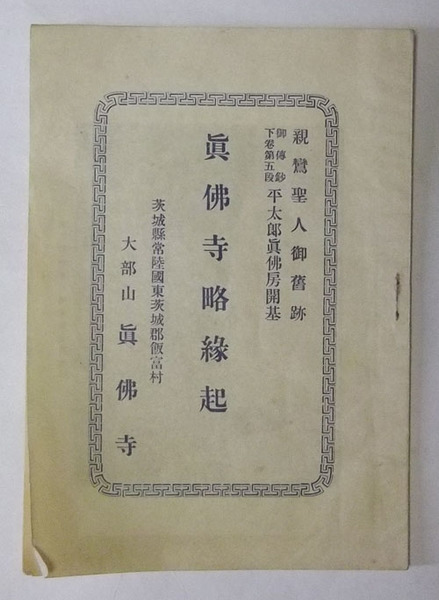 親鸞聖人御舊跡
御傳鈔
下卷第五段
平太郎眞佛房開基
眞佛寺略緣起
茨城縣常陸國東茨城郡飯富村
大部山 眞佛寺